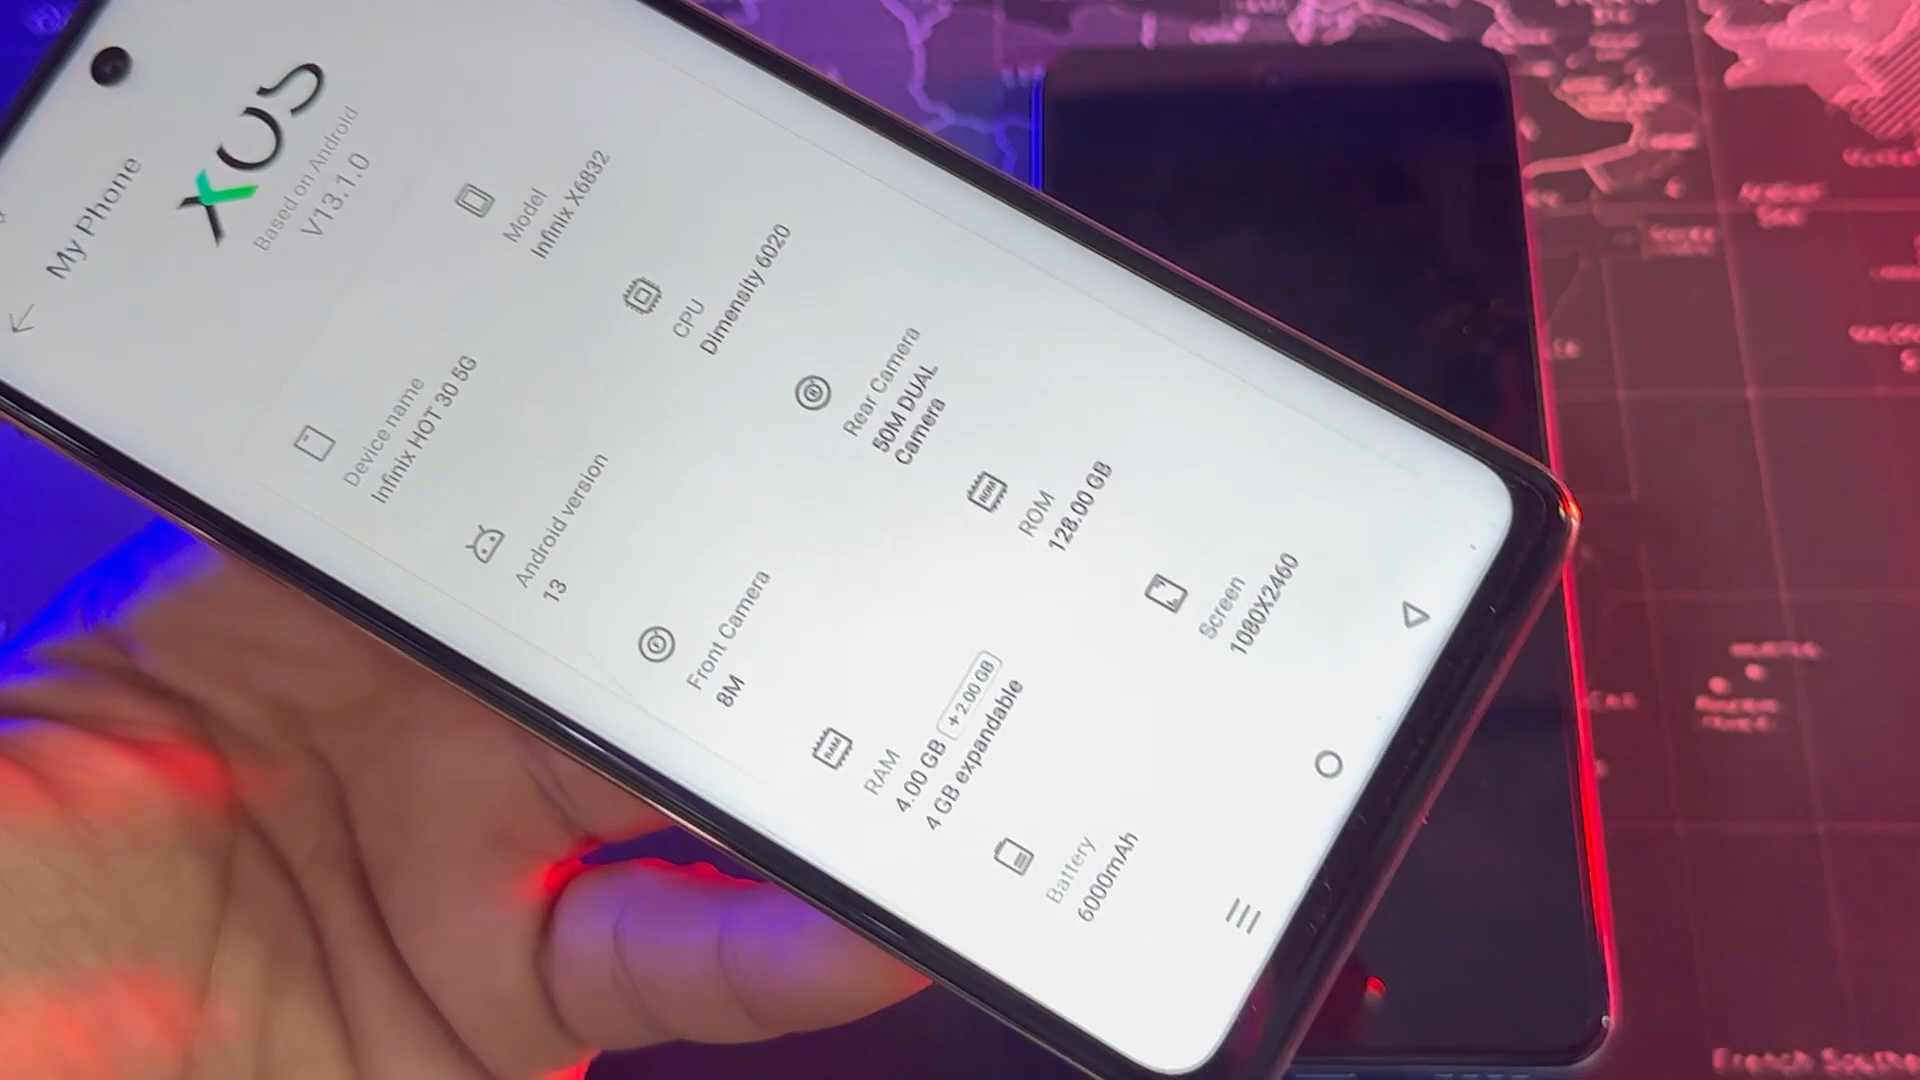 My Phone
XOS
Based on Android
V13.1.0
Device name
Infinix HOT 30 5G
Model
Infinix X6832
Android version
13
CPU
Dimensity 6020
Front Camera
8M
Rear Camera
50M DUAL
Camera
RAM
4.00 GB +2.00 GB
4 GB expandable
ROM
128.00 GB
Battery
6000mAh
Screen
1080X2460